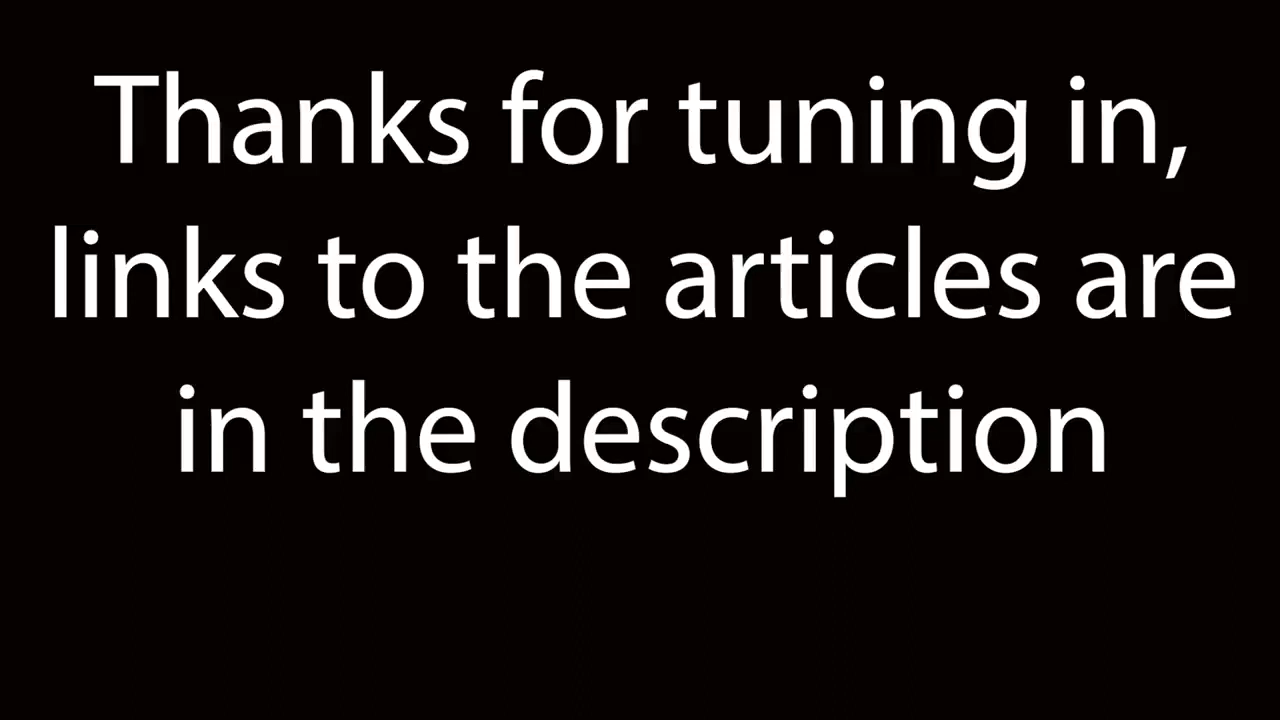 Thanks for tuning in,
links to the articles are
in the description